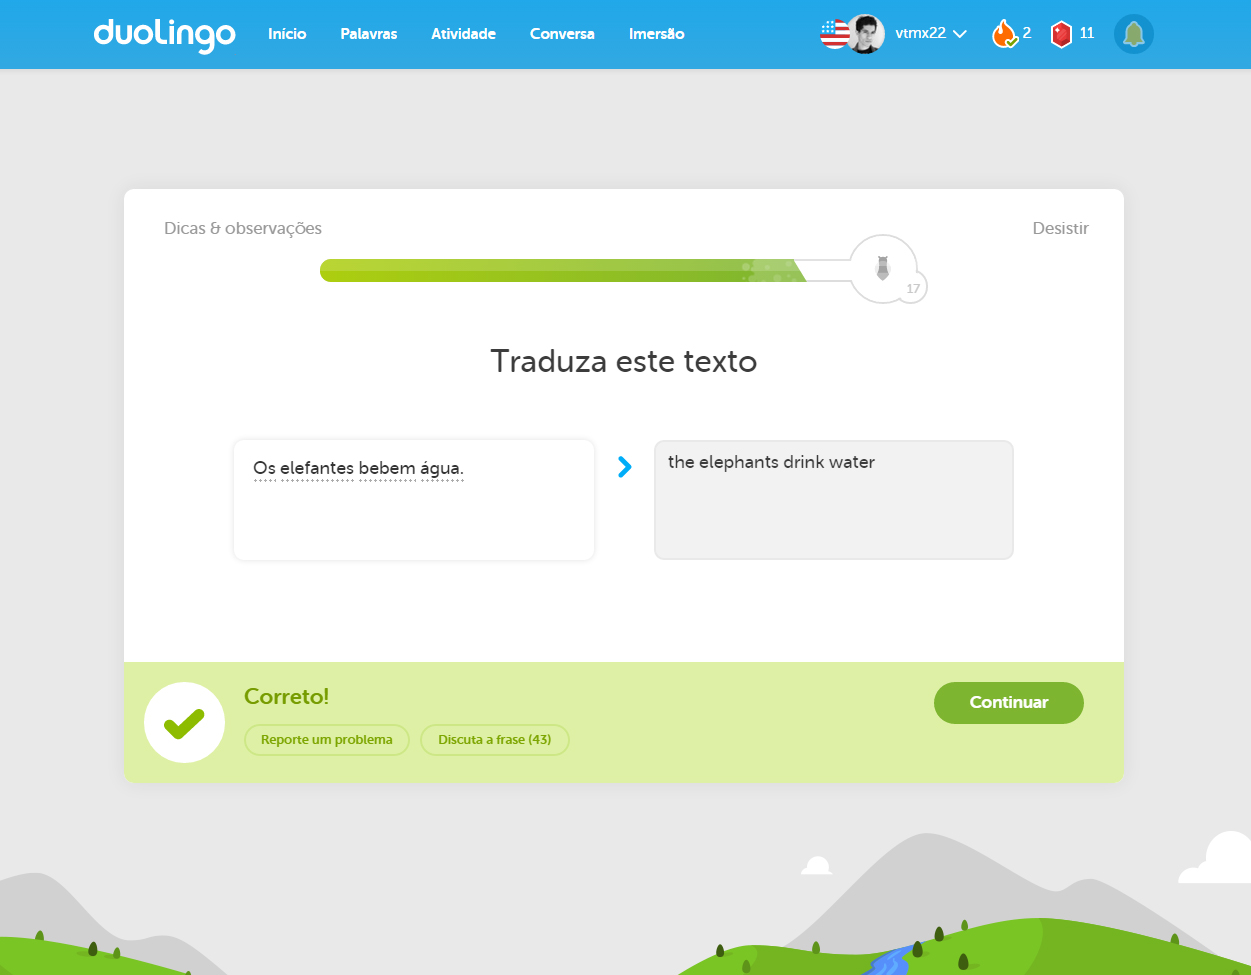 duolingo
Início Palavras Atividade Conversa Imersão
vtmx22 2 11
Dicas & observações Desistir
17
Traduza este texto
Os elefantes bebem água.
the elephants drink water
Correto!
Continuar
Reporte um problema Discuta a frase (43)